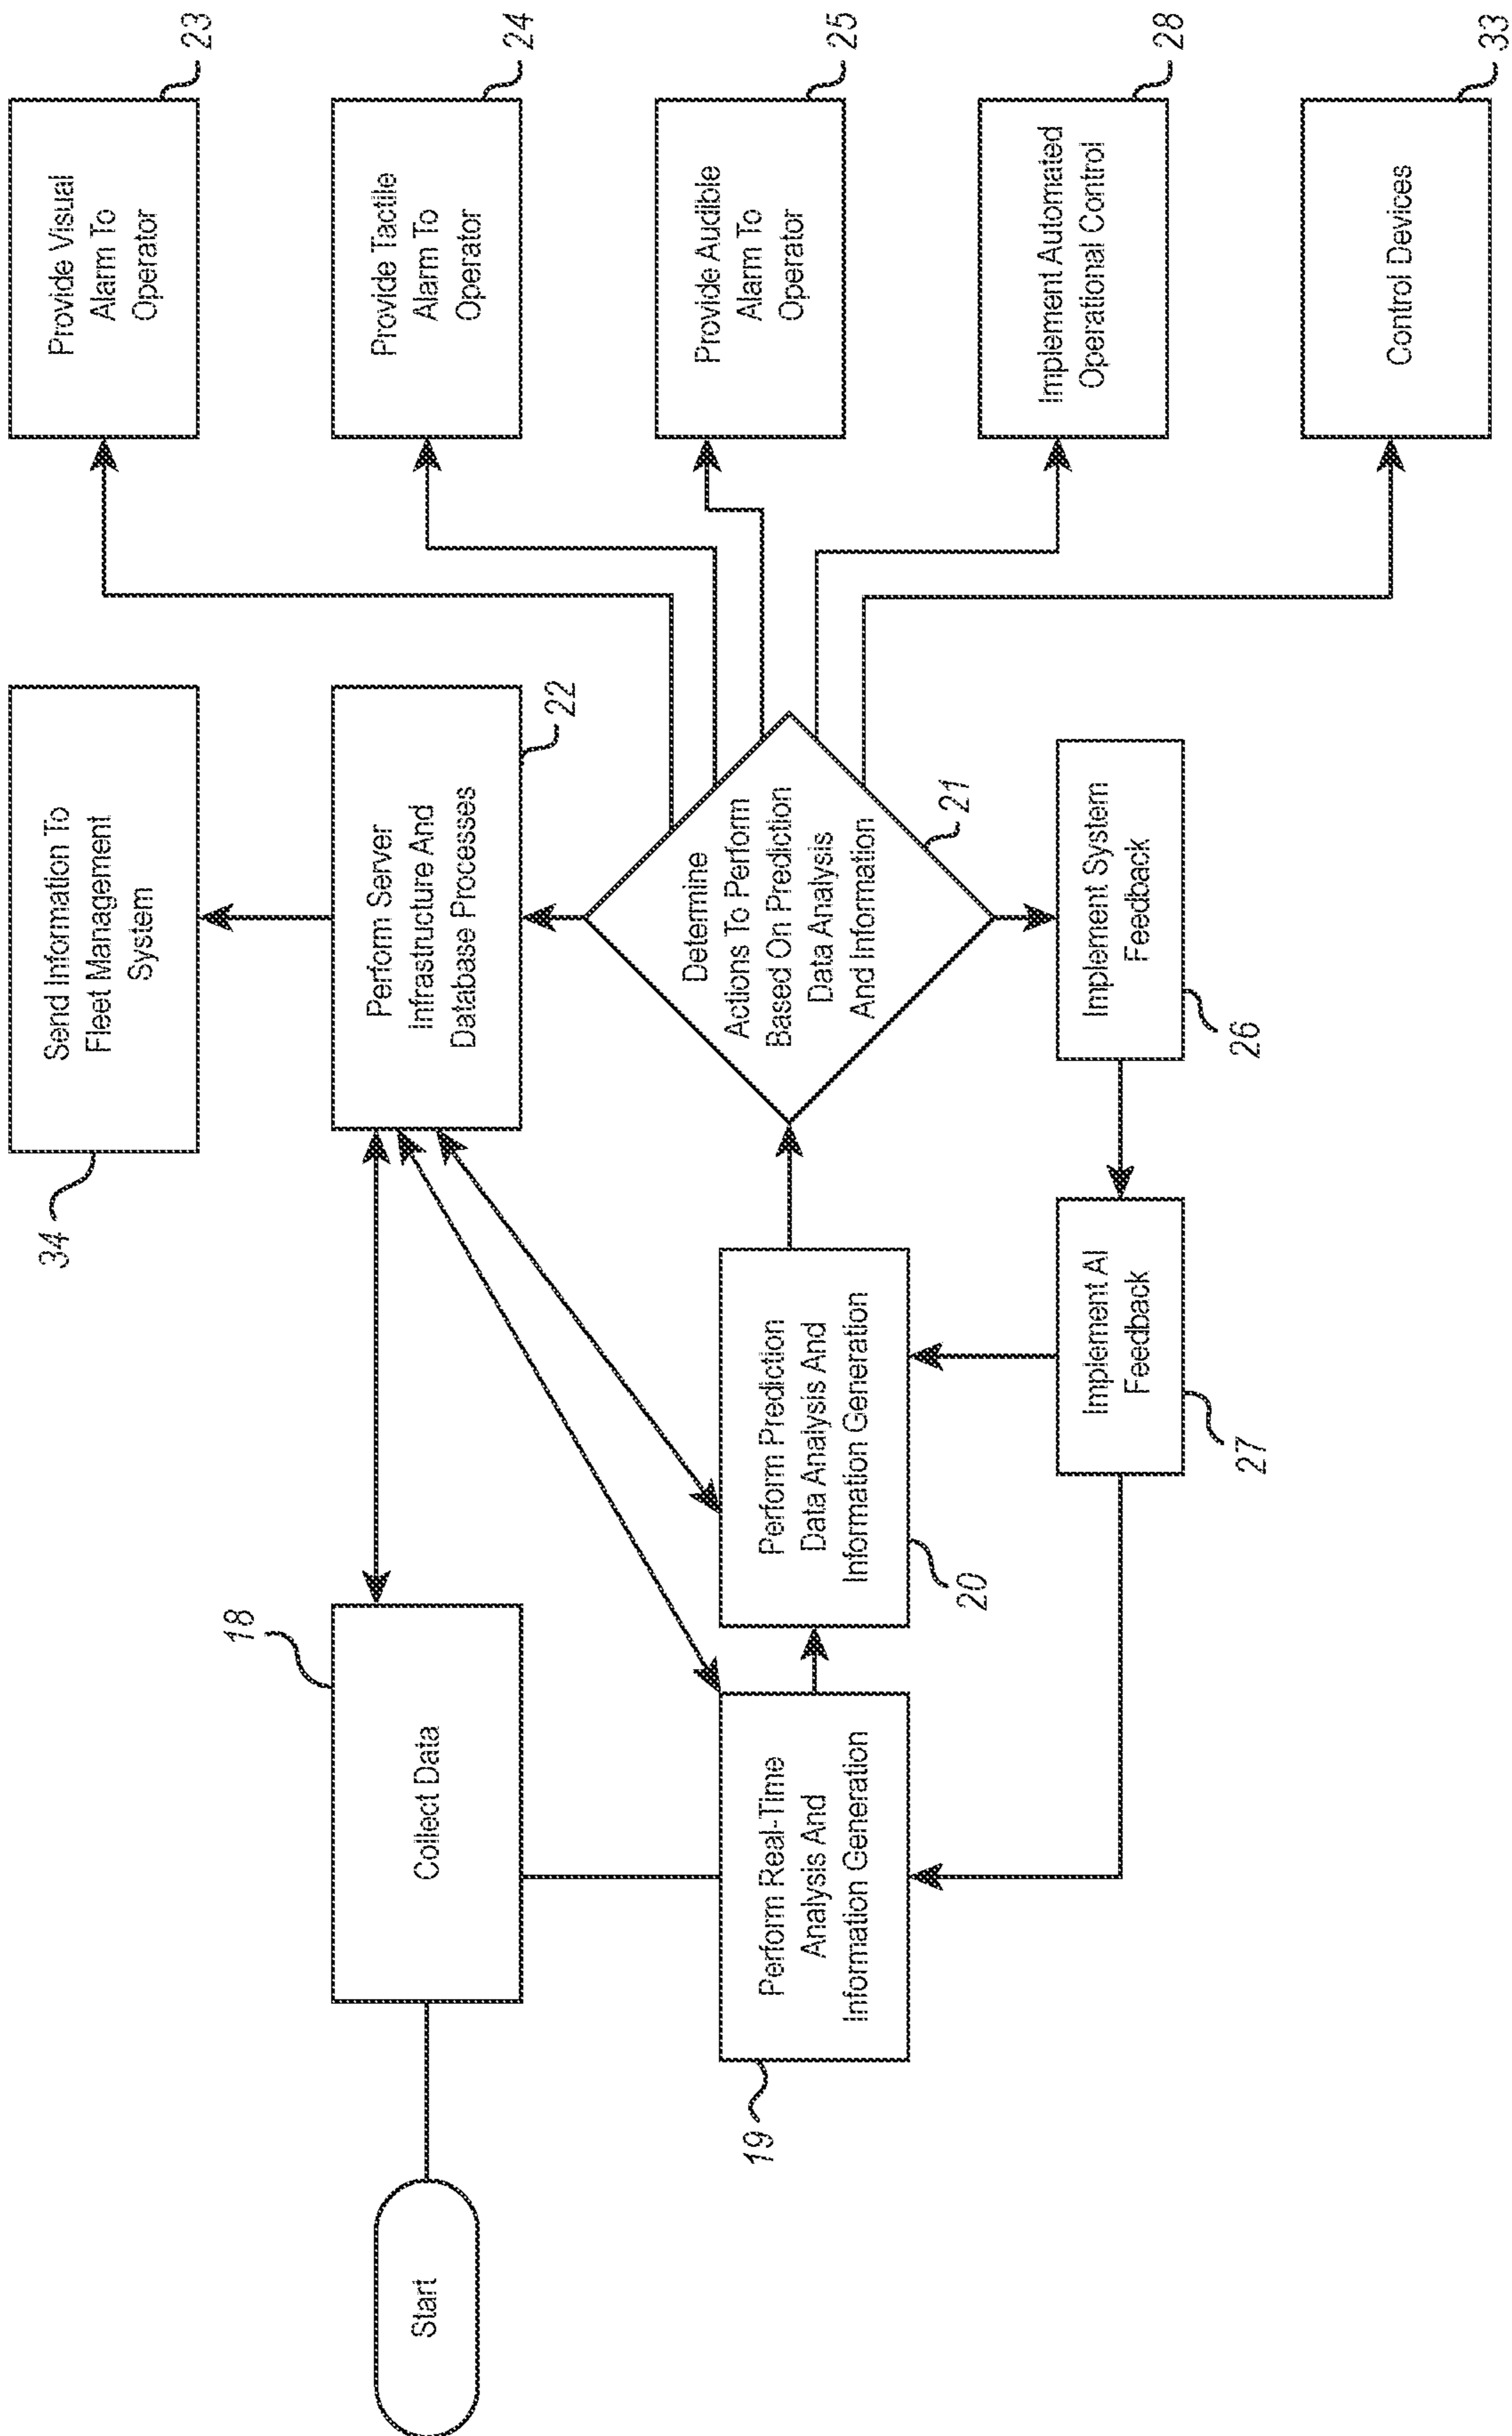 Start
Collect Data
18
Perform Real-Time
Analysis And
Information Generation
19
Perform Prediction
Data Analysis And
Information Generation
20
Determine
Actions To Perform
Based On Prediction
Data Analysis
And Information
21
Perform Server
Infrastructure And
Database Processes
22
Send Information To
Fleet Management
System
34
Implement System
Feedback
26
Implement AI
Feedback
27
Provide Visual
Alarm To
Operator
23
Provide Tactile
Alarm To
Operator
24
Provide Audible
Alarm To
Operator
25
Implement Automated
Operational Control
28
Control Devices
33